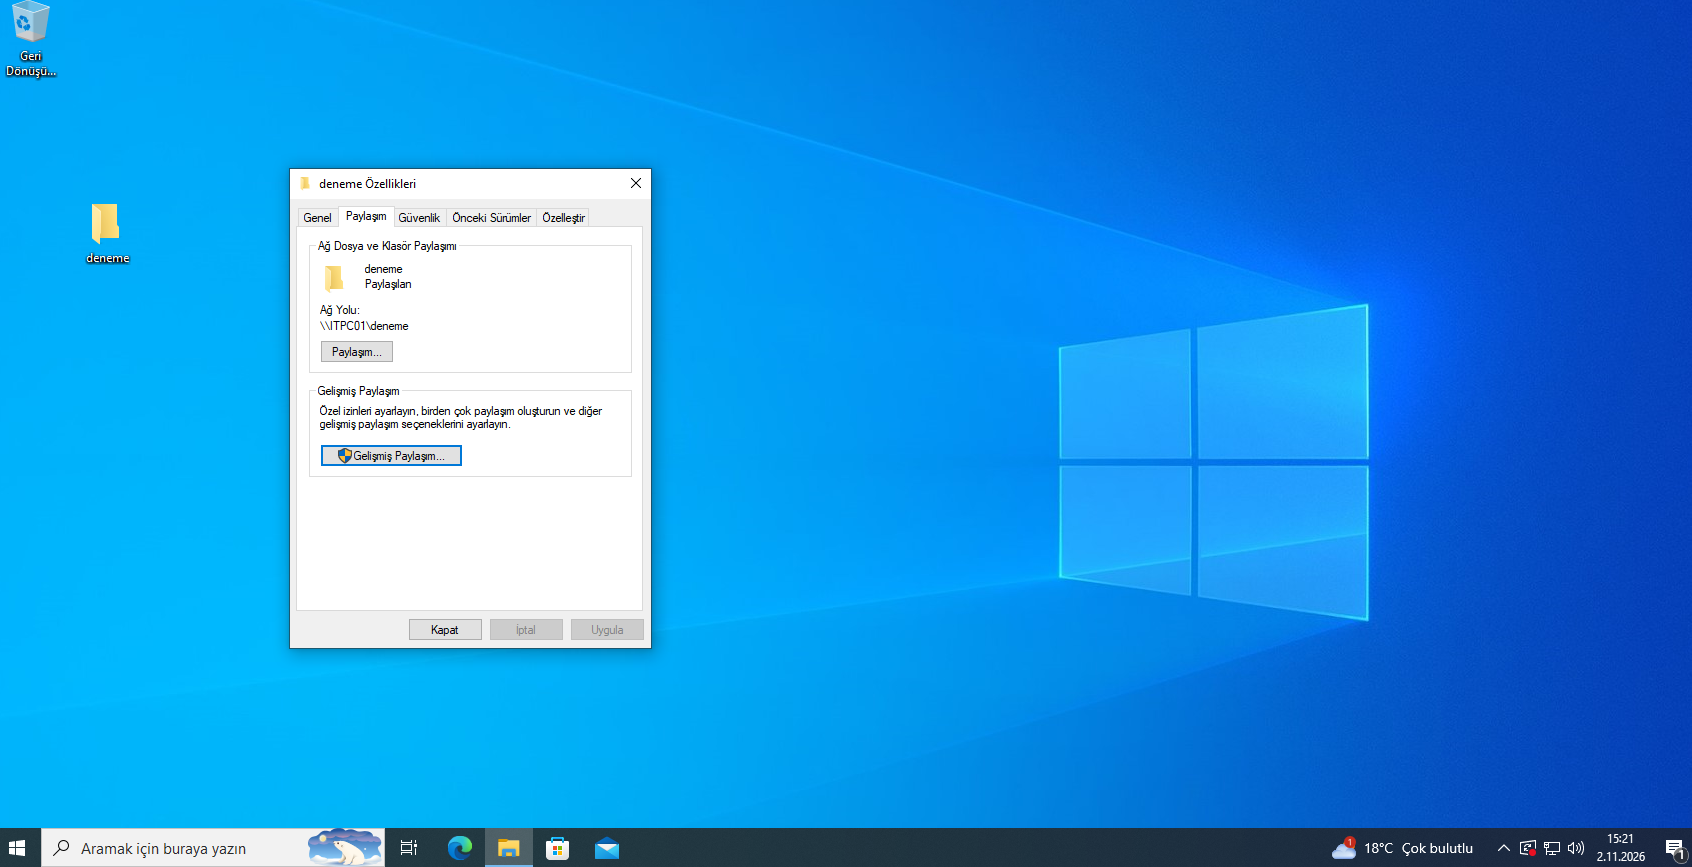 Geri
Dönüşü...
deneme
deneme Özellikleri
Genel
Paylaşım
Güvenlik
Önceki Sürümler
Özelleştir
Ağ Dosya ve Klasör Paylaşımı
deneme
Paylaşılan
Ağ Yolu:
\\ITPC01\deneme
Paylaşım...
Gelişmiş Paylaşım
Özel izinleri ayarlayın, birden çok paylaşım oluşturun ve diğer
gelişmiş paylaşım seçeneklerini ayarlayın.
Gelişmiş Paylaşım...
Kapat
İptal
Uygula
Aramak için buraya yazın
1
18°C Çok bulutlu
15:21
2.11.2026
1